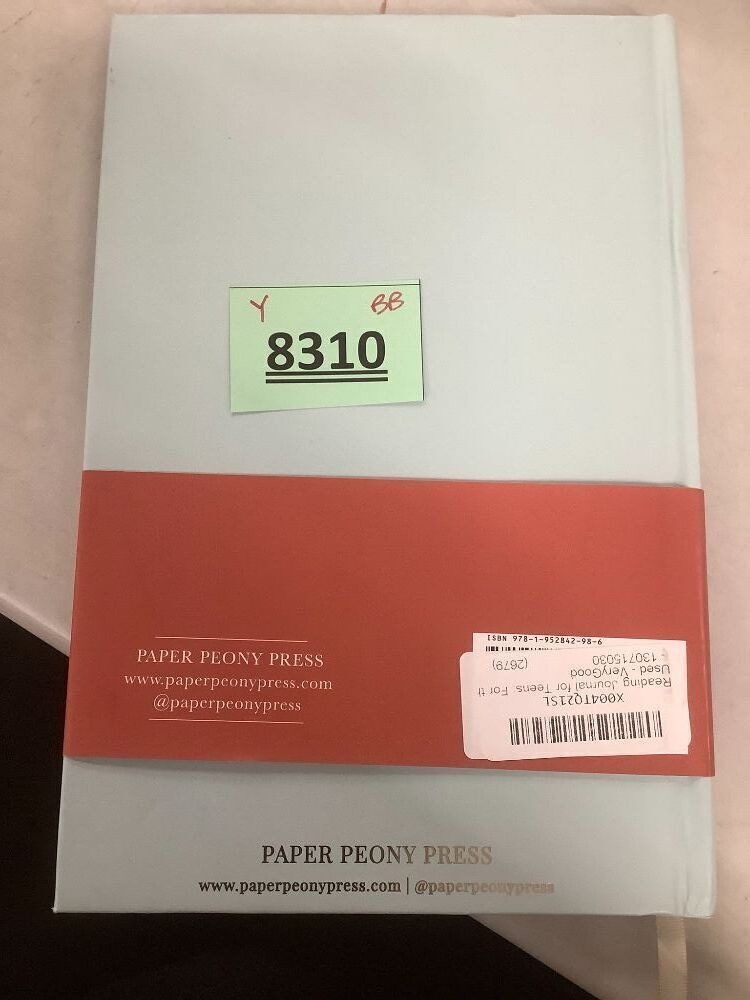 Y BB
8310
ISBN 978-1-952842-98-6
PAPER PEONY PRESS
www.paperpeonypress.com
@paperpeonypress
X004TQ21SL
Reading Journal for Teens: For th
Used - VeryGood
- 130715030 (2679)
PAPER PEONY PRESS
www.paperpeonypress.com | @paperpeonypress